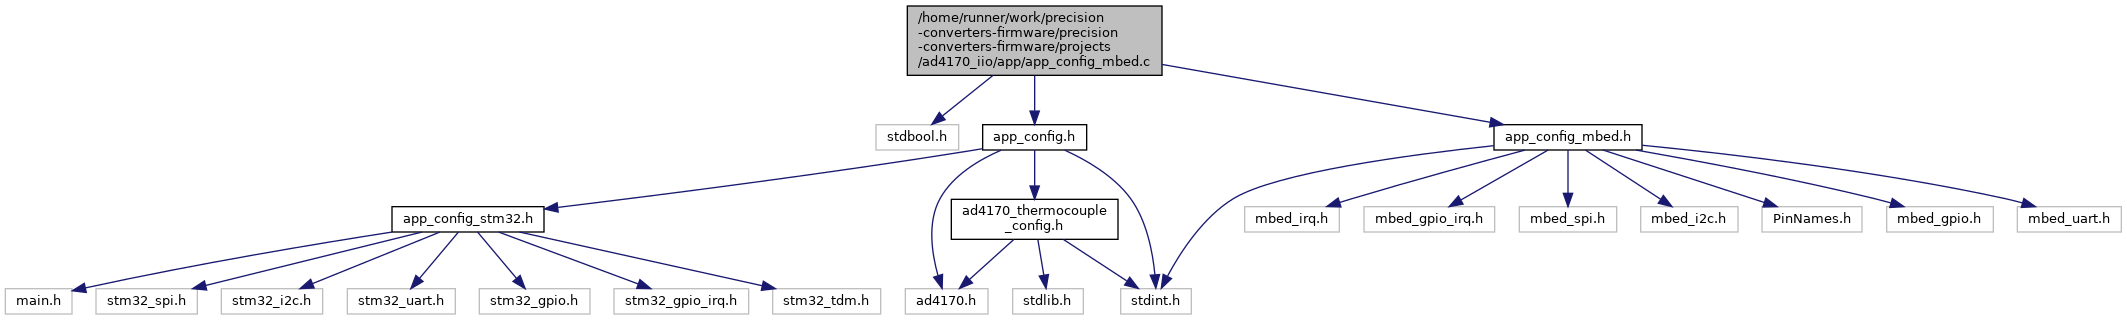 /home/runner/work/precision
-converters-firmware/precision
-converters-firmware/projects
/ad4170_iio/app/app_config_mbed.c
stdbool.h
app_config.h
app_config_mbed.h
app_config_stm32.h
ad4170_thermocouple
_config.h
mbed_irq.h
mbed_gpio_irq.h
mbed_spi.h
mbed_i2c.h
PinNames.h
mbed_gpio.h
mbed_uart.h
main.h
stm32_spi.h
stm32_i2c.h
stm32_uart.h
stm32_gpio.h
stm32_gpio_irq.h
stm32_tdm.h
ad4170.h
stdlib.h
stdint.h